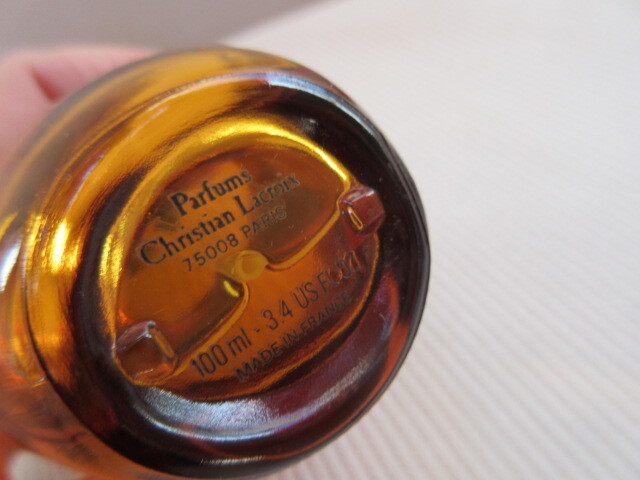 Parfums
Christian Lacroix
75008 PARIS
100 ml - 3.4 US FL.OZ
MADE IN FRANCE